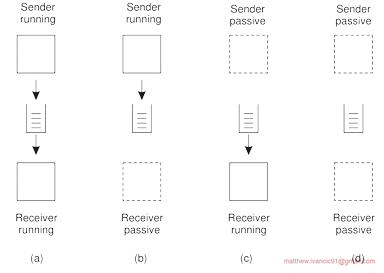 Sender
running
Sender
running
Sender
passive
Sender
passive
Receiver
running
Receiver
passive
Receiver
running
Receiver
passive
(a)
(b)
(c)
(d)
matthew.ivancic91@gmail.com